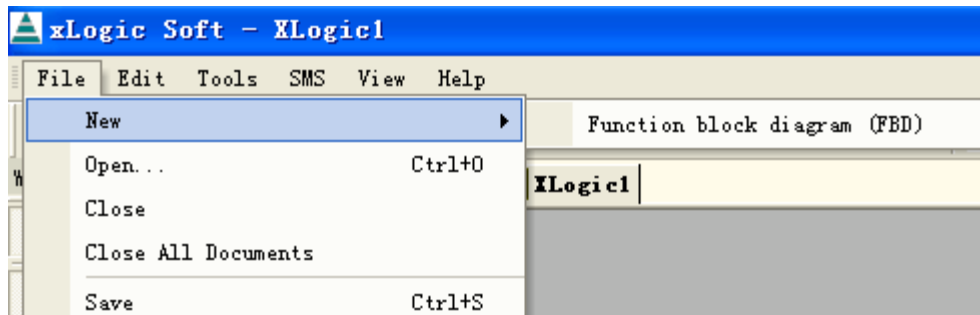 xLogic Soft - XLogic1
File Edit Tools SMS View Help
New Function block diagram (FBD)
Open... Ctrl+O
XLogic1
Close
Close All Documents
Save Ctrl+S